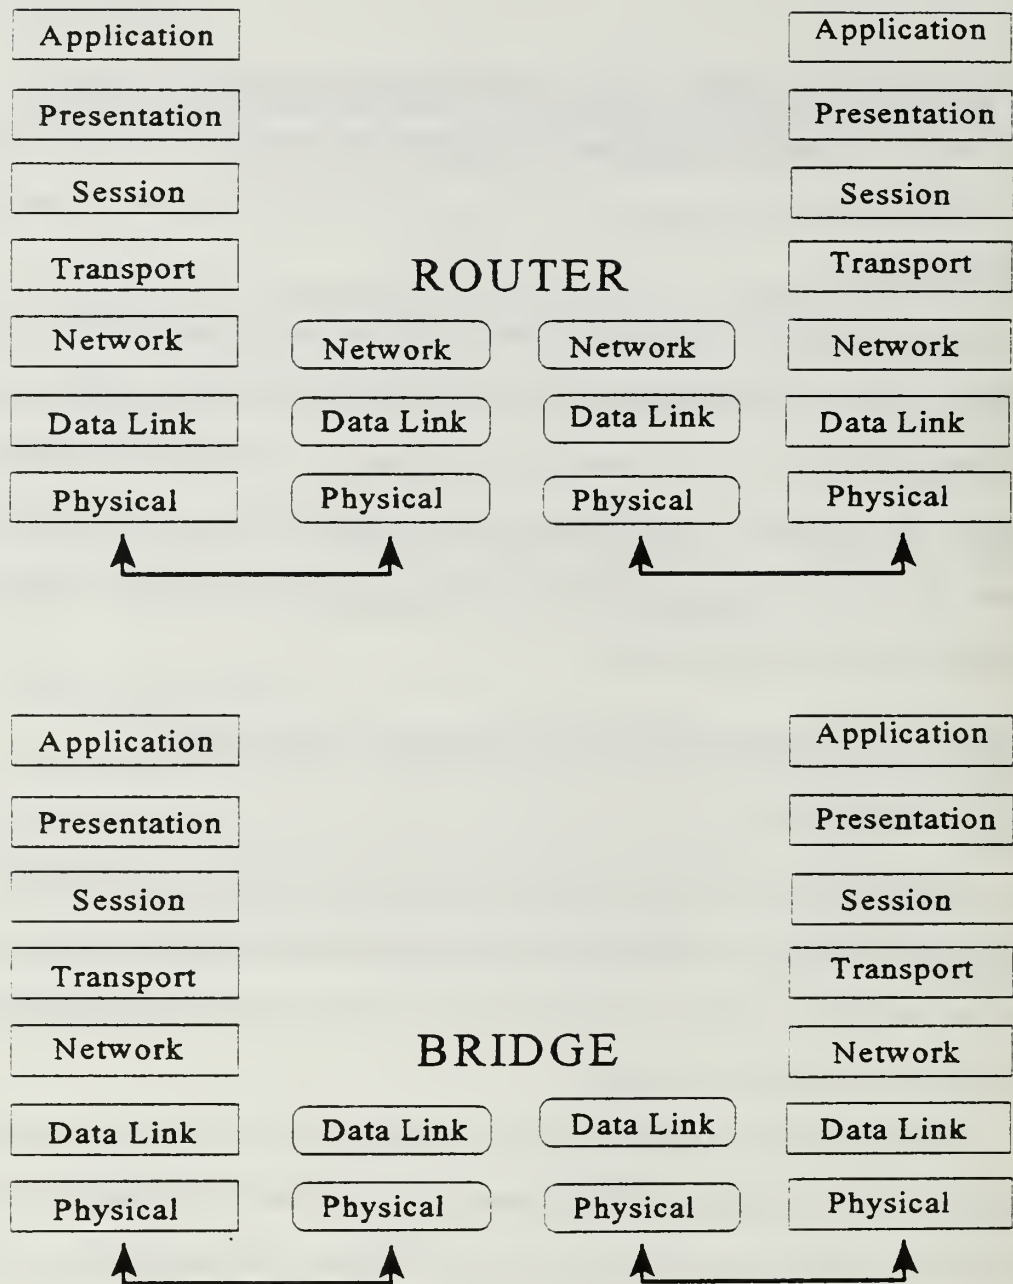 Application Application
Presentation Presentation
Session Session
Transport ROUTER Transport
Network Network Network Network
Data Link Data Link Data Link Data Link
Physical Physical Physical Physical
Application Application
Presentation Presentation
Session Session
Transport Transport
Network BRIDGE Network
Data Link Data Link Data Link Data Link
Physical Physical Physical Physical